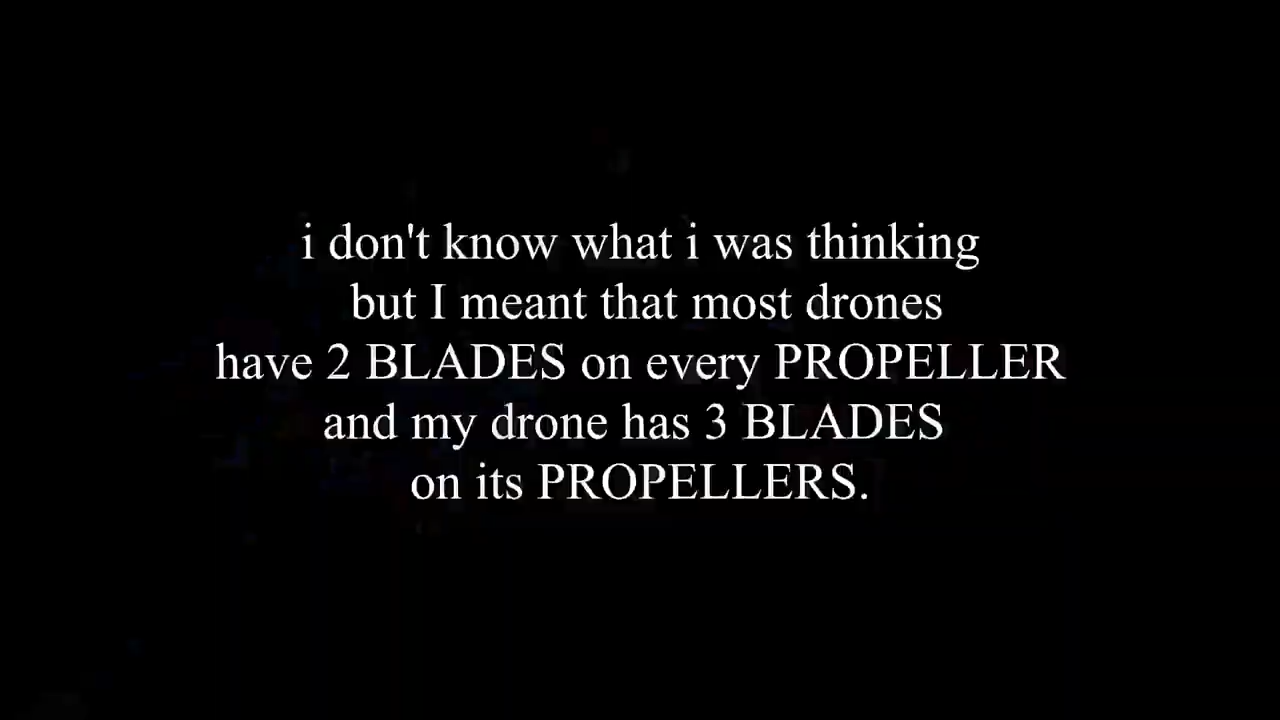 i don't know what i was thinking
but I meant that most drones
have 2 BLADES on every PROPELLER
and my drone has 3 BLADES
on its PROPELLERS.